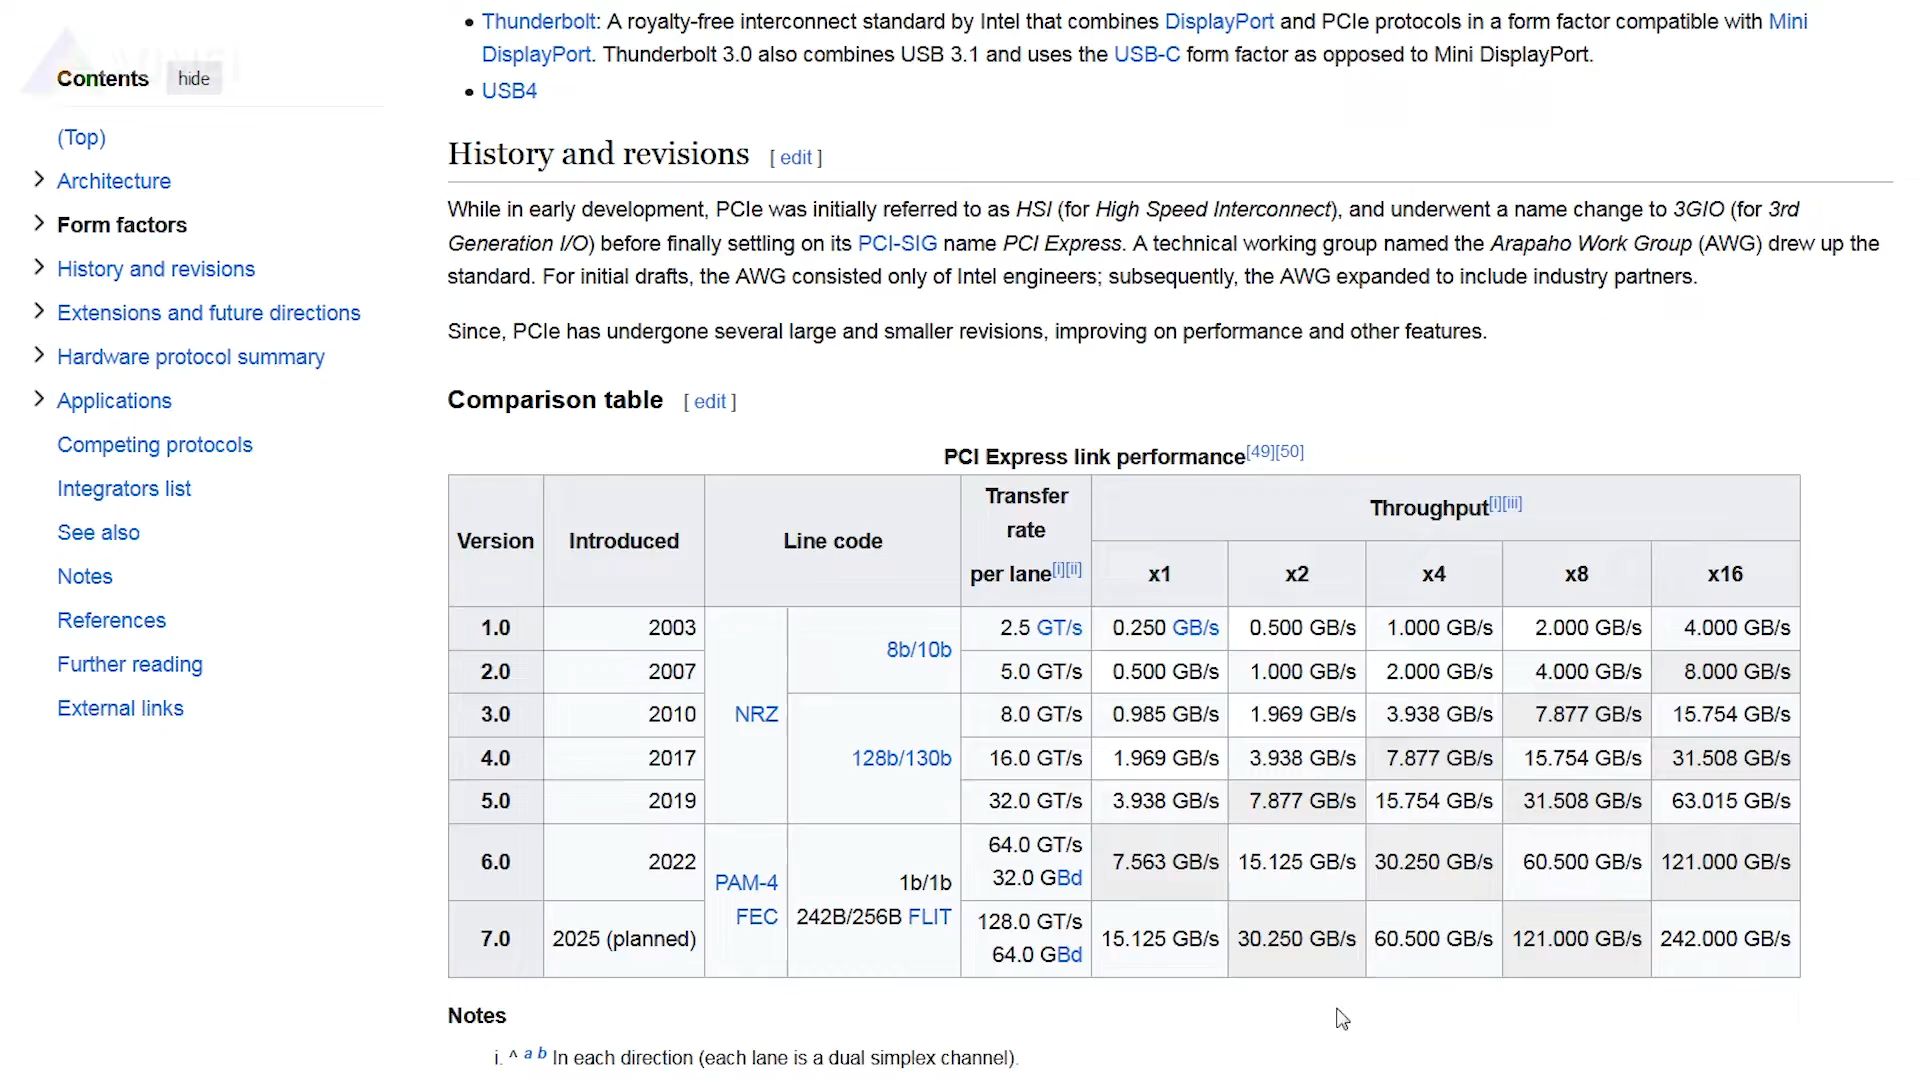 Thunderbolt: A royalty-free interconnect standard by Intel that combines DisplayPort and PCIe protocols in a form factor compatible with Mini
DisplayPort. Thunderbolt 3.0 also combines USB 3.1 and uses the USB-C form factor as opposed to Mini DisplayPort.
USB4
Contents hide
(Top)
Architecture
Form factors
History and revisions
Extensions and future directions
Hardware protocol summary
Applications
Competing protocols
Integrators list
See also
Notes
References
Further reading
External links
History and revisions [ edit ]
While in early development, PCIe was initially referred to as HSI (for High Speed Interconnect), and underwent a name change to 3GIO (for 3rd
Generation I/O) before finally settling on its PCI-SIG name PCI Express. A technical working group named the Arapaho Work Group (AWG) drew up the
standard. For initial drafts, the AWG consisted only of Intel engineers; subsequently, the AWG expanded to include industry partners.
Since, PCIe has undergone several large and smaller revisions, improving on performance and other features.
Comparison table [ edit ]
PCI Express link performance[49][50]
Version Introduced Line code Transfer rate per lane[i][ii] Throughput[i][iii]
x1 x2 x4 x8 x16
1.0 2003 NRZ 8b/10b 2.5 GT/s 0.250 GB/s 0.500 GB/s 1.000 GB/s 2.000 GB/s 4.000 GB/s
2.0 2007 5.0 GT/s 0.500 GB/s 1.000 GB/s 2.000 GB/s 4.000 GB/s 8.000 GB/s
3.0 2010 128b/130b 8.0 GT/s 0.985 GB/s 1.969 GB/s 3.938 GB/s 7.877 GB/s 15.754 GB/s
4.0 2017 16.0 GT/s 1.969 GB/s 3.938 GB/s 7.877 GB/s 15.754 GB/s 31.508 GB/s
5.0 2019 32.0 GT/s 3.938 GB/s 7.877 GB/s 15.754 GB/s 31.508 GB/s 63.015 GB/s
6.0 2022 PAM-4 FEC 1b/1b 242B/256B FLIT 64.0 GT/s 32.0 GBd 7.563 GB/s 15.125 GB/s 30.250 GB/s 60.500 GB/s 121.000 GB/s
7.0 2025 (planned) 128.0 GT/s 64.0 GBd 15.125 GB/s 30.250 GB/s 60.500 GB/s 121.000 GB/s 242.000 GB/s
Notes
i. ^ a b In each direction (each lane is a dual simplex channel).